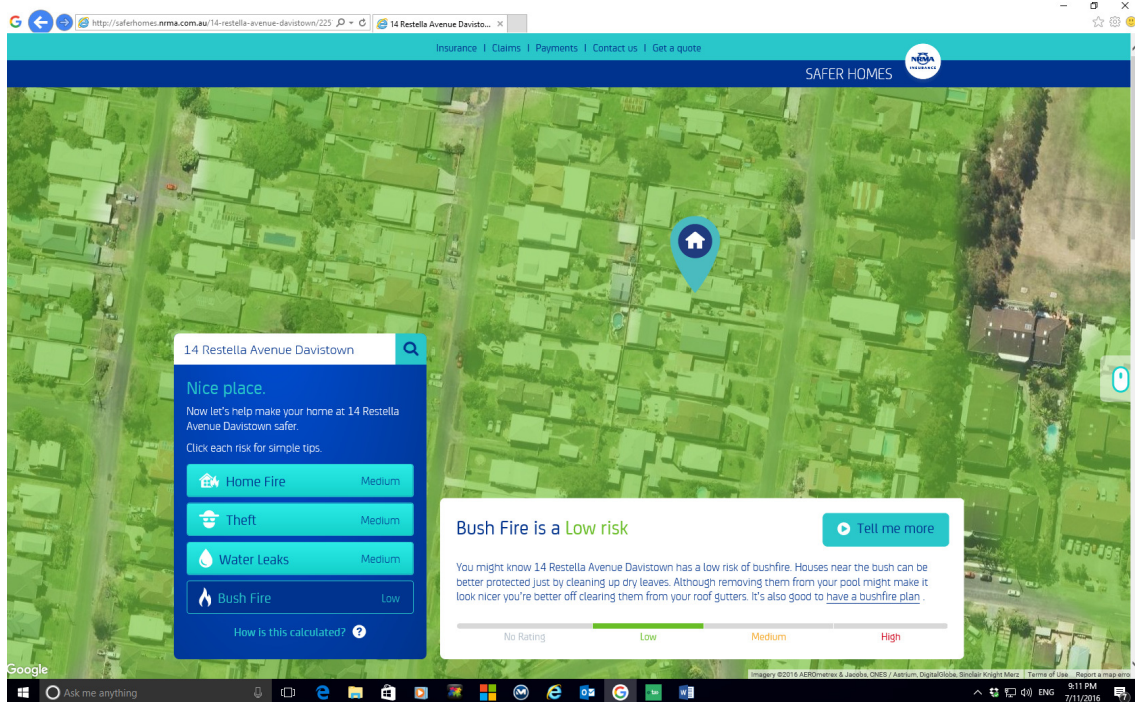 http://saferhomes.nrma.com.au/14-restella-avenue-davistown/225
14 Restella Avenue Davisto...
Insurance | Claims | Payments | Contact us | Get a quote
SAFER HOMES
NRMA
INSURANCE
14 Restella Avenue Davistown
Nice place.
Now let's help make your home at 14 Restella
Avenue Davistown safer.
Click each risk for simple tips.
Home Fire Medium
Theft Medium
Water Leaks Medium
Bush Fire Low
How is this calculated? ?
Bush Fire is a Low risk
Tell me more
You might know 14 Restella Avenue Davistown has a low risk of bushfire. Houses near the bush can be
better protected just by cleaning up dry leaves. Although removing them from your pool might make it
look nicer you're better off clearing them from your roof gutters. It's also good to have a bushfire plan .
No Rating Low Medium High
Google
Imagery ©2016 AEROmetrex & Jacobs, CNES / Astrium, DigitalGlobe, Sinclair Knight Merz Terms of Use Report a map erro
Ask me anything
ENG
9:11 PM
7/11/2016